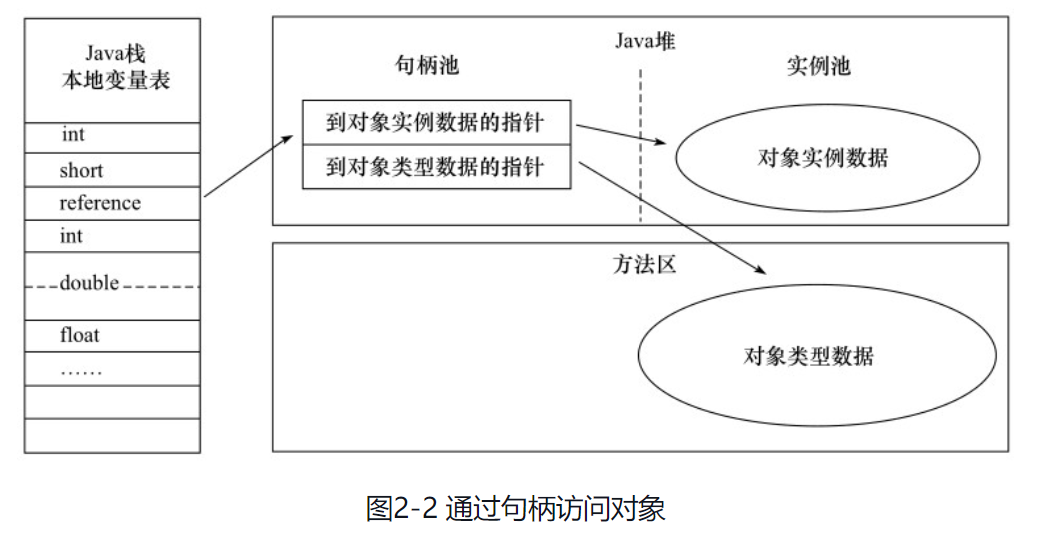 Java栈
本地变量表
int
short
reference
int
double
float
……
Java堆
句柄池
实例池
到对象实例数据的指针
到对象类型数据的指针
对象实例数据
方法区
对象类型数据
图2-2 通过句柄访问对象